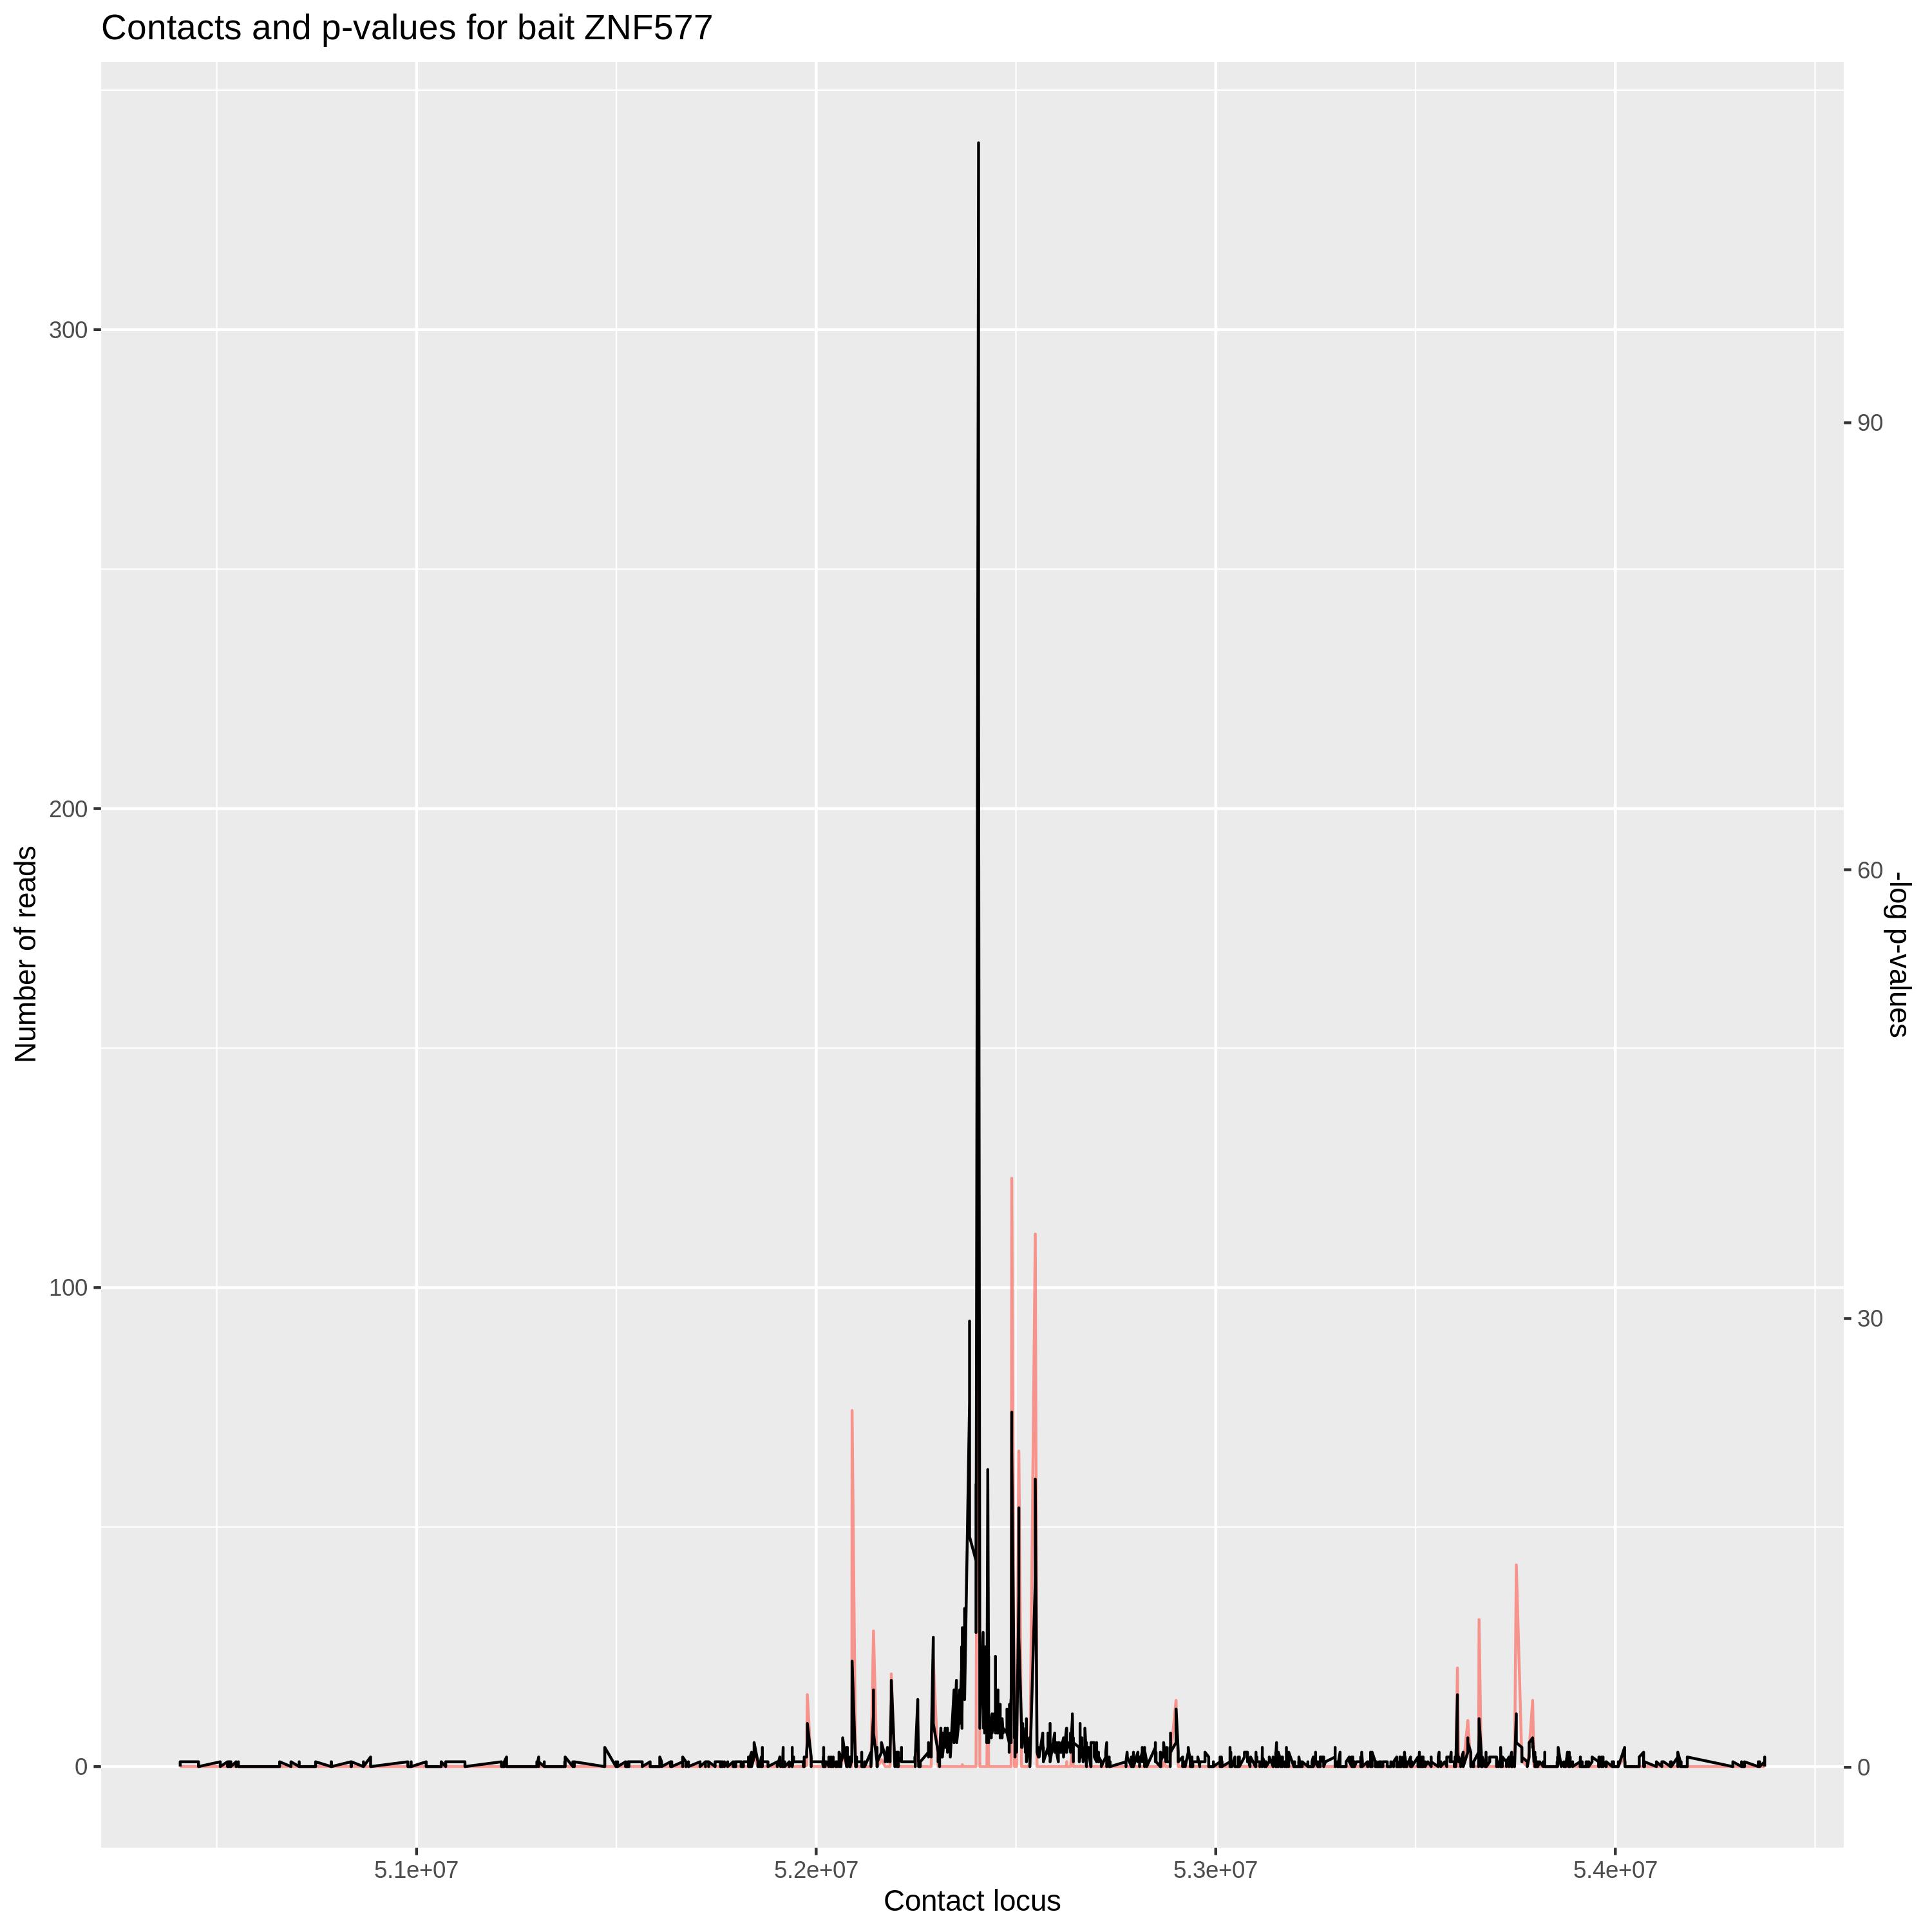 Contacts and p-values for bait ZNF577
300
200
100
0
Number of reads
90
60
30
0
-log p-values
5.1e+07
5.2e+07
5.3e+07
5.4e+07
Contact locus